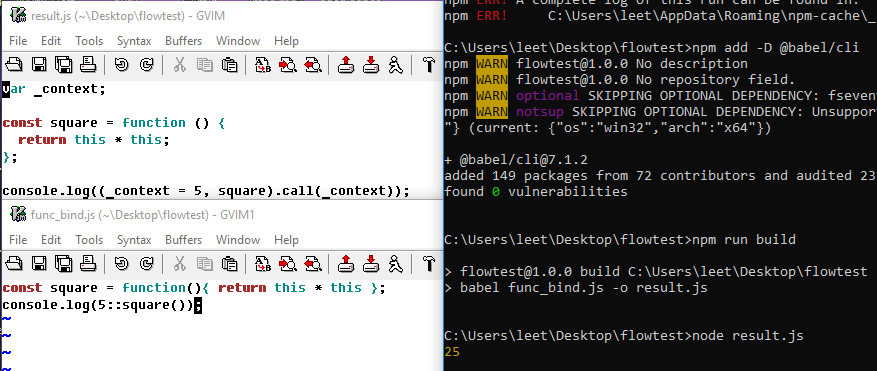 result.js (~\Desktop\flowtest) - GVIM
File Edit Tools Syntax Buffers Window Help
var _context;
const square = function () {
return this * this;
};
console.log((_context = 5, square).call(_context));
func_bind.js (~\Desktop\flowtest) - GVIM1
File Edit Tools Syntax Buffers Window Help
const square = function(){ return this * this };
console.log(5::square());
~
~
~
~
npm ERR! A complete log of this run can be found in:
npm ERR! C:\Users\leet\AppData\Roaming\npm-cache\_
C:\Users\leet\Desktop\flowtest>npm add -D @babel/cli
npm WARN flowtest@1.0.0 No description
npm WARN flowtest@1.0.0 No repository field.
npm WARN optional SKIPPING OPTIONAL DEPENDENCY: fseven
npm WARN notsup SKIPPING OPTIONAL DEPENDENCY: Unsuppor
"} (current: {"os":"win32","arch":"x64"})
+ @babel/cli@7.1.2
added 149 packages from 72 contributors and audited 23
found 0 vulnerabilities
C:\Users\leet\Desktop\flowtest>npm run build
> flowtest@1.0.0 build C:\Users\leet\Desktop\flowtest
> babel func_bind.js -o result.js
C:\Users\leet\Desktop\flowtest>node result.js
25